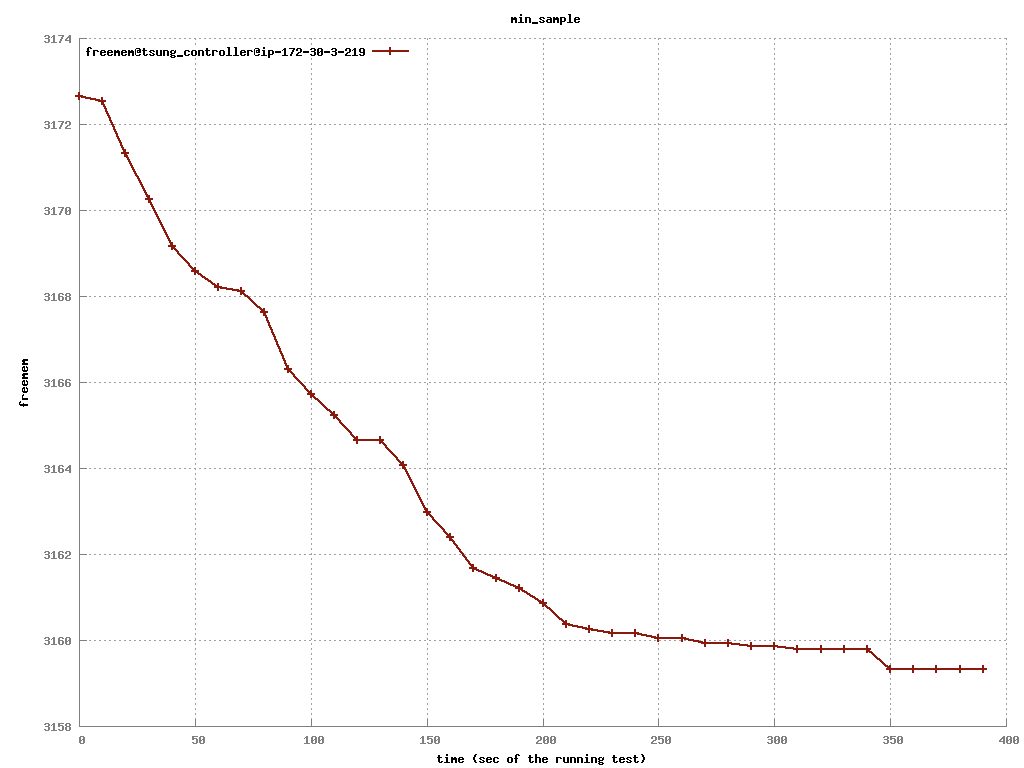 min_sample
3174
freemem@tsung_controller@ip-172-30-3-219
3172
3170
3168
3166
3164
3162
3160
3158
freemem
0 50 100 150 200 250 300 350 400
time (sec of the running test)